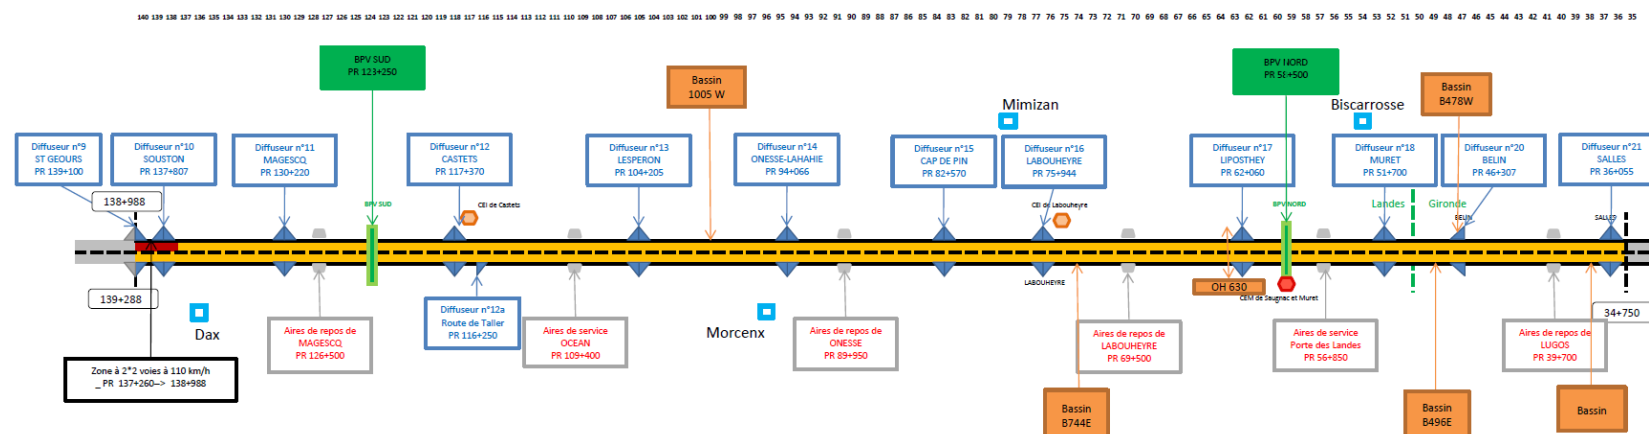 140 139 138 137 136 135 134 133 132 131 130 129 128 127 126 125 124 123 122 121 120 119 118 117 116 115 114 113 112 111 110 109 108 107 106 105 104 103 102 101 100 99 98 97 96 95 94 93 92 91 90 89 88 87 86 85 84 83 82 81 80 79 78 77 76 75 74 73 72 71 70 69 68 67 66 65 64 63 62 61 60 59 58 57 56 55 54 53 52 51 50 49 48 47 46 45 44 43 42 41 40 39 38 37 36 35
BPV SUD
PR 123+250
Bassin
1005 W
BPV NORD
PR 58+500
Bassin
B478W
Mimizan
Biscarrosse
Diffuseur n°9
ST GEOURS
PR 139+100
Diffuseur n°10
SOUSTON
PR 137+807
Diffuseur n°11
MAGESCQ
PR 130+220
Diffuseur n°12
CASTETS
PR 117+370
Diffuseur n°13
LESPERON
PR 104+205
Diffuseur n°14
ONESSE-LAHAHIE
PR 94+066
Diffuseur n°15
CAP DE PIN
PR 82+570
Diffuseur n°16
LABOUHEYRE
PR 75+944
Diffuseur n°17
LIPOSTHEY
PR 62+060
Diffuseur n°18
MURET
PR 51+700
Diffuseur n°20
BELIN
PR 46+307
Diffuseur n°21
SALLES
PR 36+055
138+988
BPV SUD
CEI de Castets
CEI de Labouheyre
BPV NORD
Landes
Gironde
BELIN
SALLES
139+288
LABOUHEYRE
OH 630
CEM de Saugnac et Muret
34+750
Dax
Morcenx
Diffuseur n°12a
Route de Taller
PR 116+250
Aires de repos de
MAGESCQ
PR 126+500
Aires de service
OCEAN
PR 109+400
Aires de repos de
ONESSE
PR 89+950
Aires de repos de
LABOUHEYRE
PR 69+500
Aires de service
Porte des Landes
PR 56+850
Aires de repos de
LUGOS
PR 39+700
Zone à 2*2 voies à 110 km/h
_ PR 137+260--> 138+988
Bassin
B744E
Bassin
B496E
Bassin